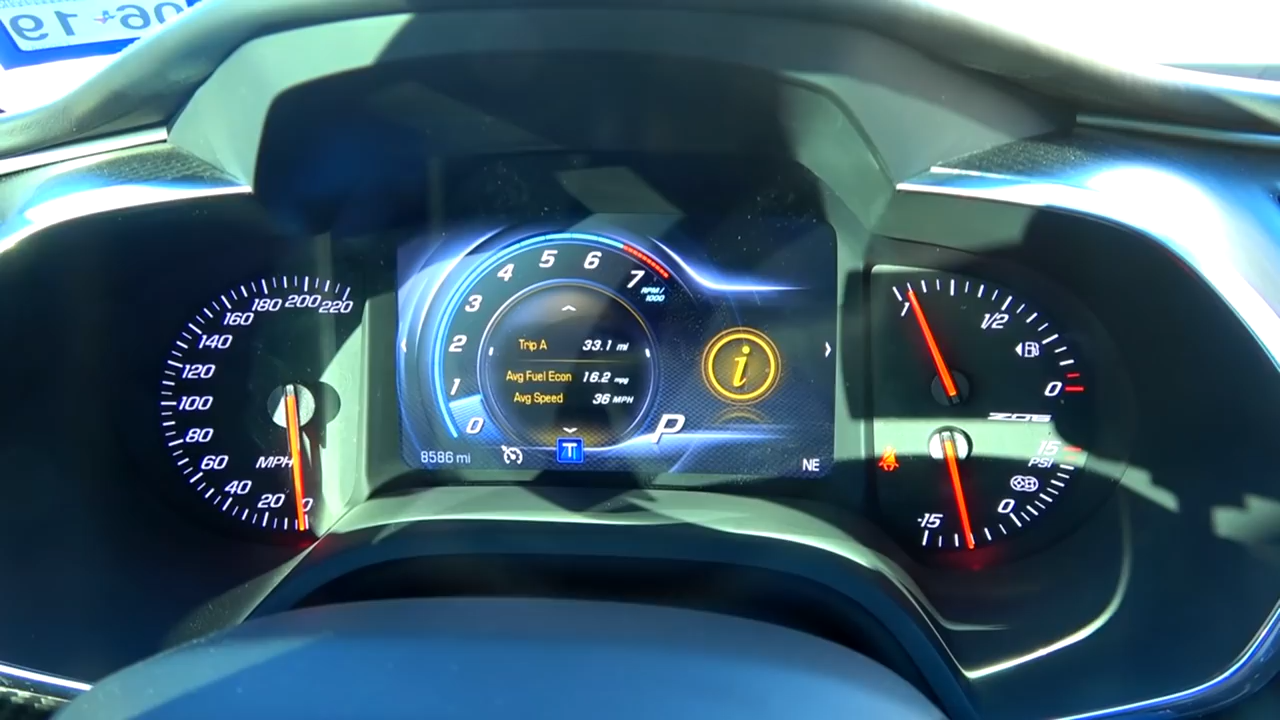 06 19
180 200 220
160
140
120
100
80
60
40
20
0
MPH
0
1
2
3
4
5
6
7
RPM/
1000
Trip A 33.1 mi
Avg Fuel Econ 16.2 mpg
Avg Speed 36 MPH
i
P
8586 mi
T
NE
1
1/2
0
Z06
15
PSI
0
-15